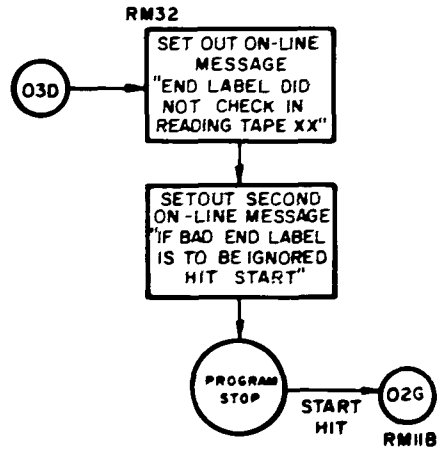 RM32
SET OUT ON-LINE
MESSAGE
"END LABEL DID
NOT CHECK IN
READING TAPE XX"
03D
SETOUT SECOND
ON-LINE MESSAGE
"IF BAD END LABEL
IS TO BE IGNORED
HIT START"
PROGRAM
STOP
START
HIT
02G
RM11B